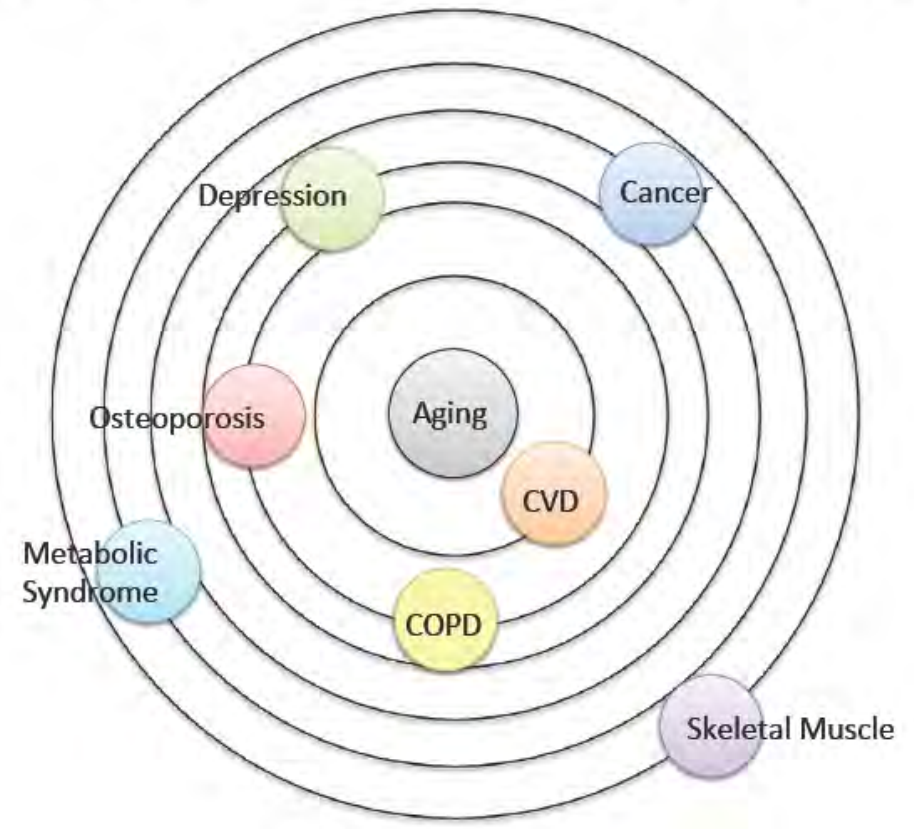 Depression
Cancer
Aging
Osteoporosis
CVD
Metabolic
Syndrome
COPD
Skeletal Muscle